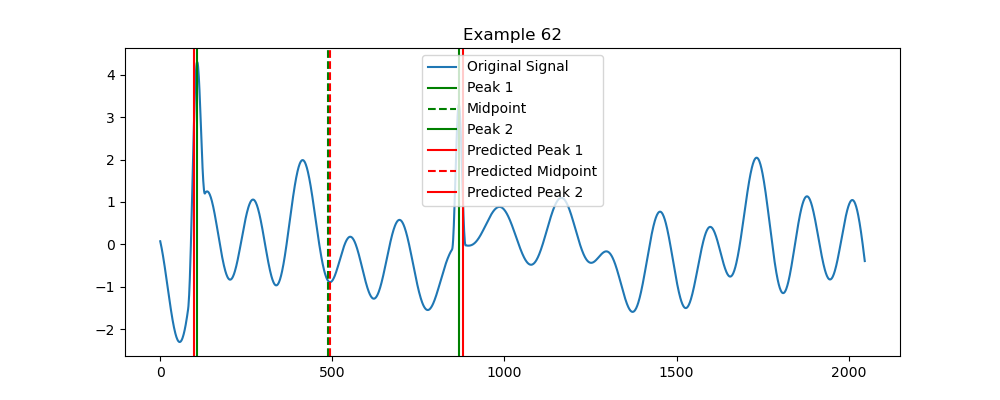 Example 62
Original Signal
Peak 1
Midpoint
Peak 2
Predicted Peak 1
Predicted Midpoint
Predicted Peak 2
4
3
2
1
0
−1
−2
0 500 1000 1500 2000